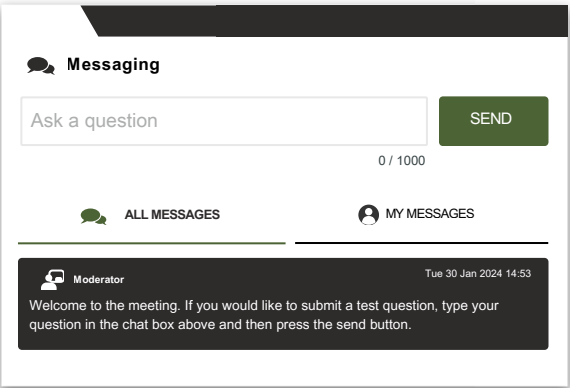 Messaging
Ask a question
SEND
0 / 1000
ALL MESSAGES
MY MESSAGES
Moderator
Tue 30 Jan 2024 14:53
Welcome to the meeting. If you would like to submit a test question, type your
question in the chat box above and then press the send button.